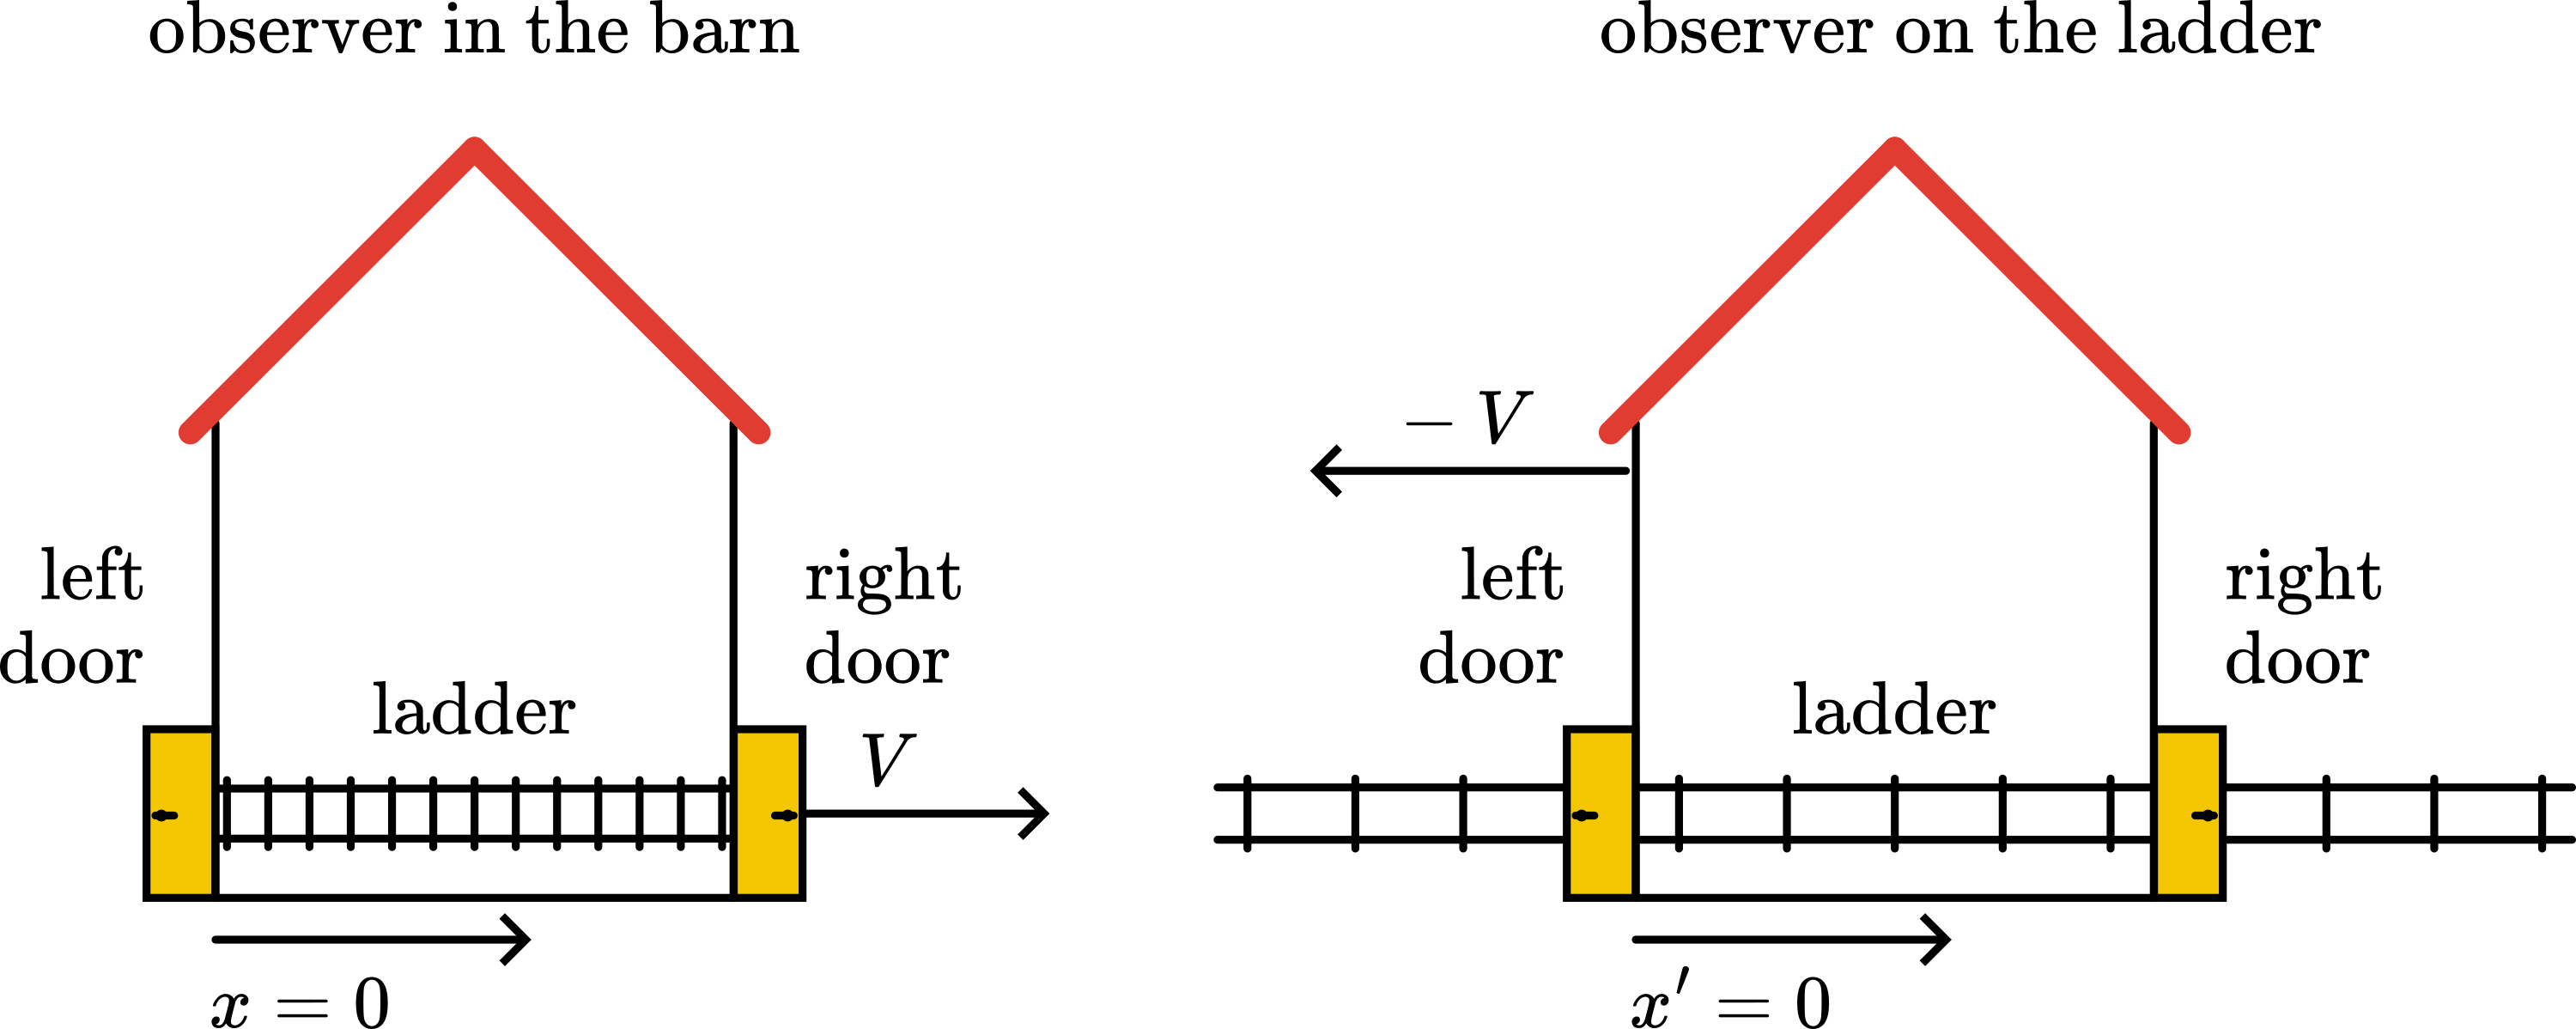 observer in the barn
left
door
right
door
ladder
V
x = 0
observer on the ladder
− V
left
door
right
door
ladder
x′ = 0